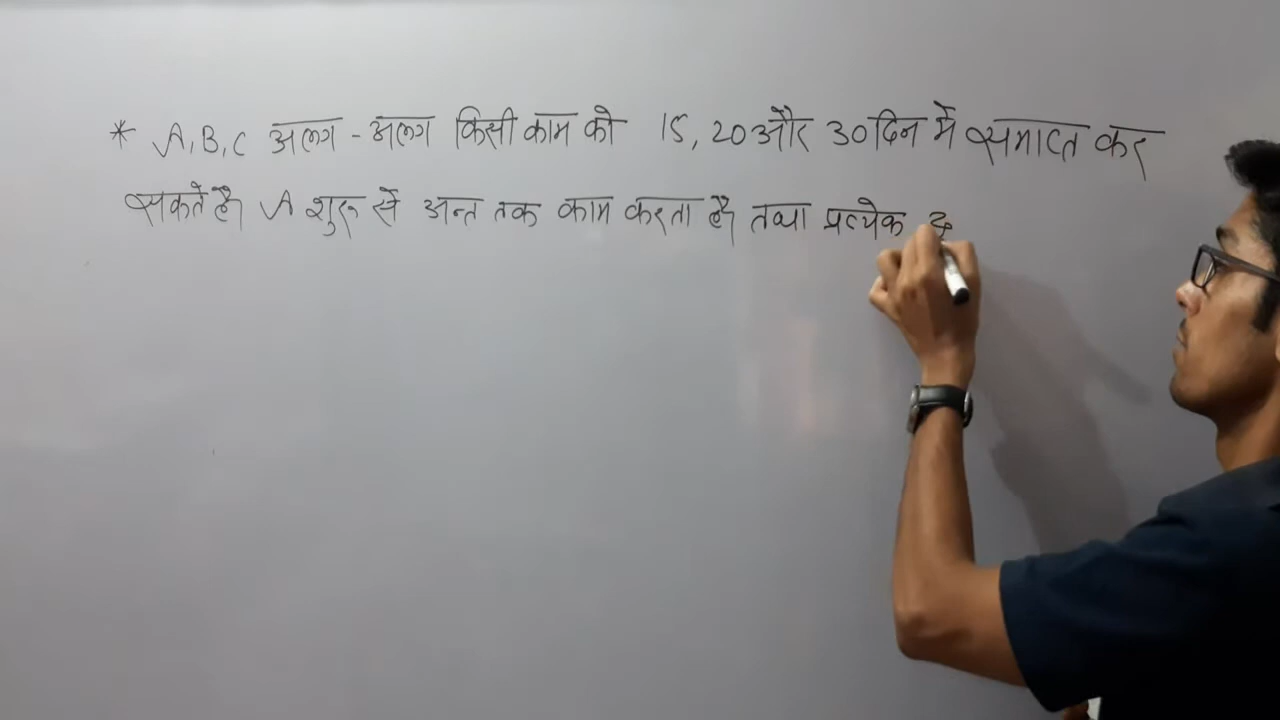 * A, B, C अलग - अलग किसी काम को 15, 20 और 30 दिन में समाप्त कर
सकते है। A शुरू से अन्त तक काम करता है तथा प्रत्येक